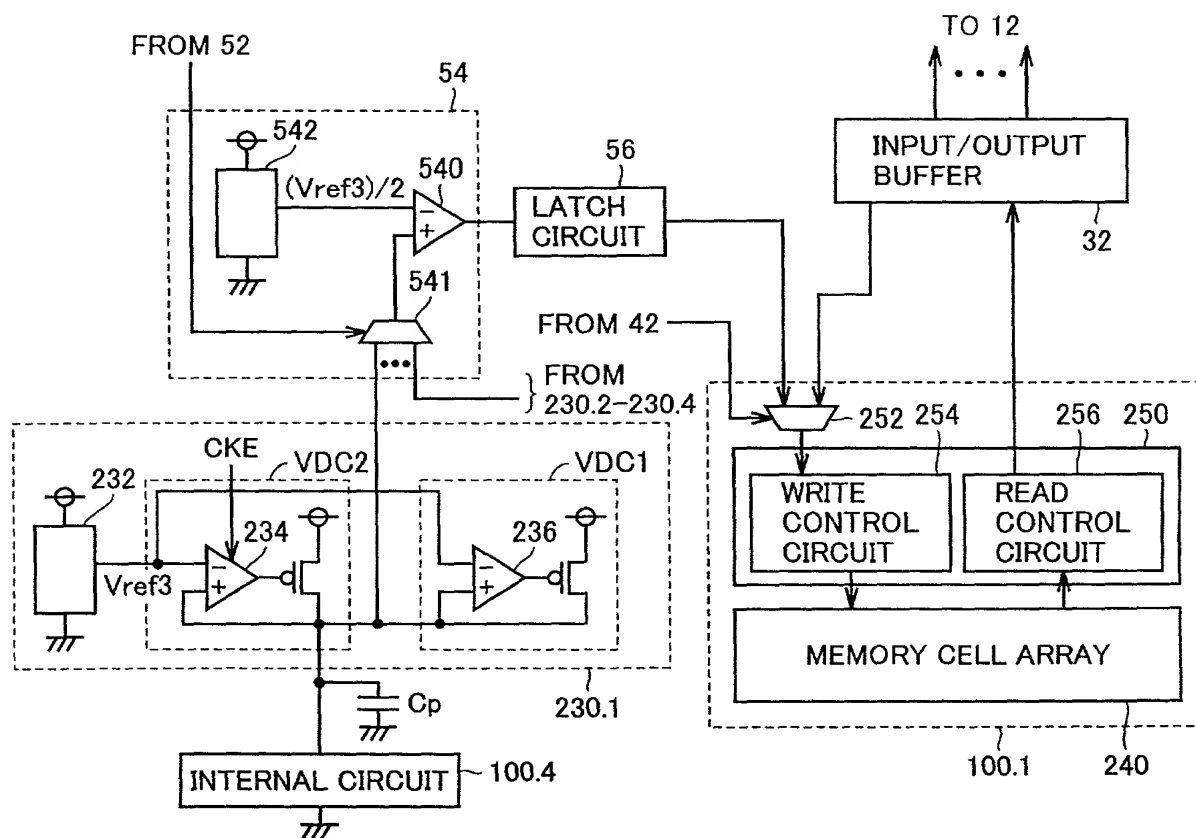 TO 12
FROM 52
54
542
(Vref3)/2
540
56
INPUT/OUTPUT
BUFFER
LATCH
CIRCUIT
32
541
FROM 42
FROM
230.2-230.4
252
254
256
250
CKE
VDC2
VDC1
232
234
236
WRITE
CONTROL
CIRCUIT
READ
CONTROL
CIRCUIT
Vref3
MEMORY CELL ARRAY
Cp
230.1
INTERNAL CIRCUIT
100.4
100.1
240